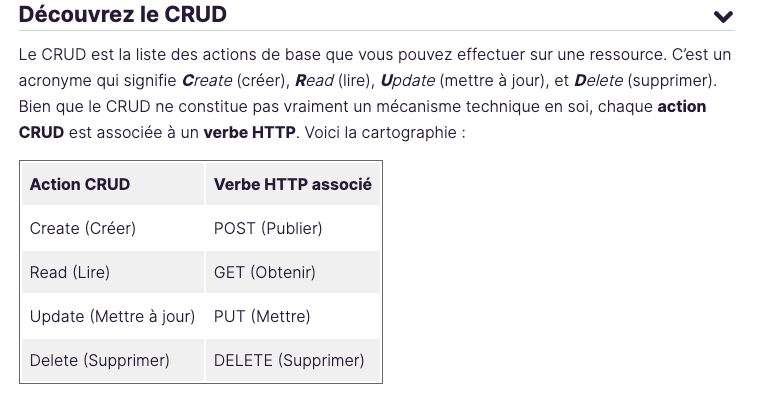 Découvrez le CRUD
Le CRUD est la liste des actions de base que vous pouvez effectuer sur une ressource. C’est un
acronyme qui signifie Create (créer), Read (lire), Update (mettre à jour), et Delete (supprimer).
Bien que le CRUD ne constitue pas vraiment un mécanisme technique en soi, chaque action
CRUD est associée à un verbe HTTP. Voici la cartographie :
Action CRUD Verbe HTTP associé
Create (Créer) POST (Publier)
Read (Lire) GET (Obtenir)
Update (Mettre à jour) PUT (Mettre)
Delete (Supprimer) DELETE (Supprimer)